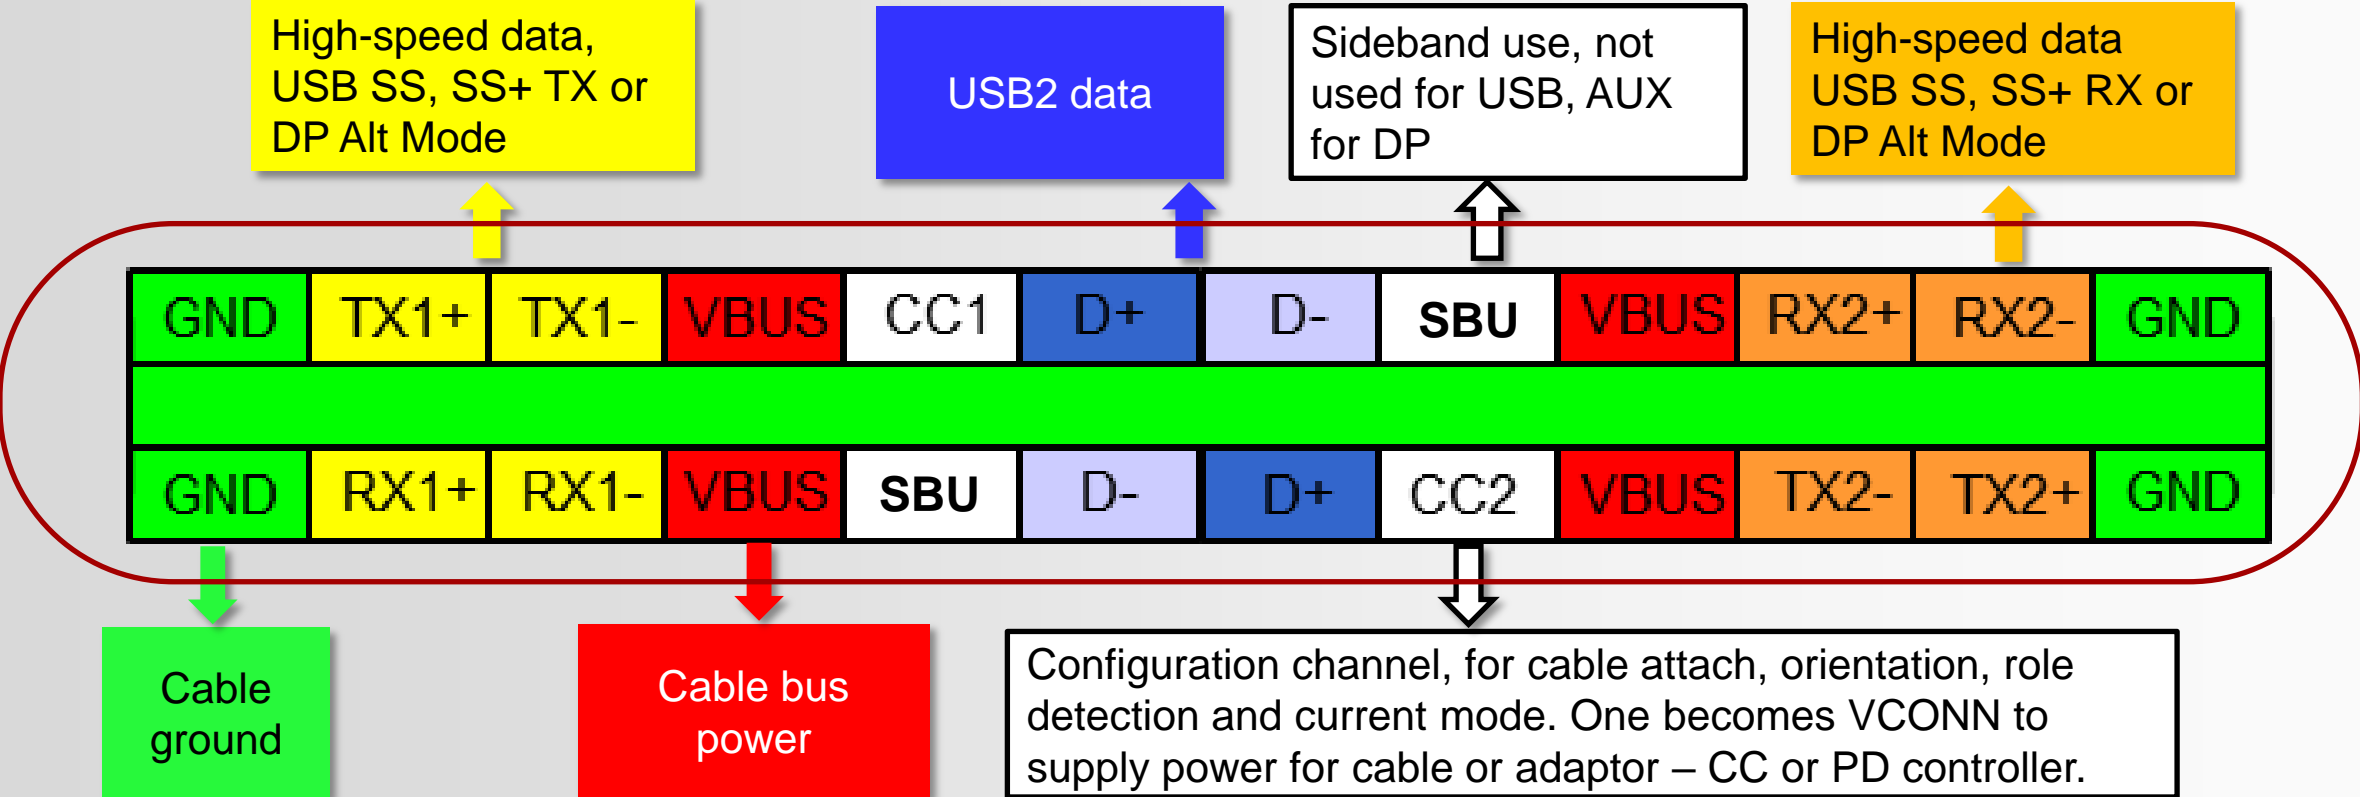 High-speed data,
USB SS, SS+ TX or
DP Alt Mode
USB2 data
Sideband use, not
used for USB, AUX
for DP
High-speed data
USB SS, SS+ RX or
DP Alt Mode
GND TX1+ TX1- VBUS CC1 D+ D- SBU VBUS RX2+ RX2- GND
GND RX1+ RX1- VBUS SBU D- D+ CC2 VBUS TX2- TX2+ GND
Cable
ground
Cable bus
power
Configuration channel, for cable attach, orientation, role
detection and current mode. One becomes VCONN to
supply power for cable or adaptor – CC or PD controller.